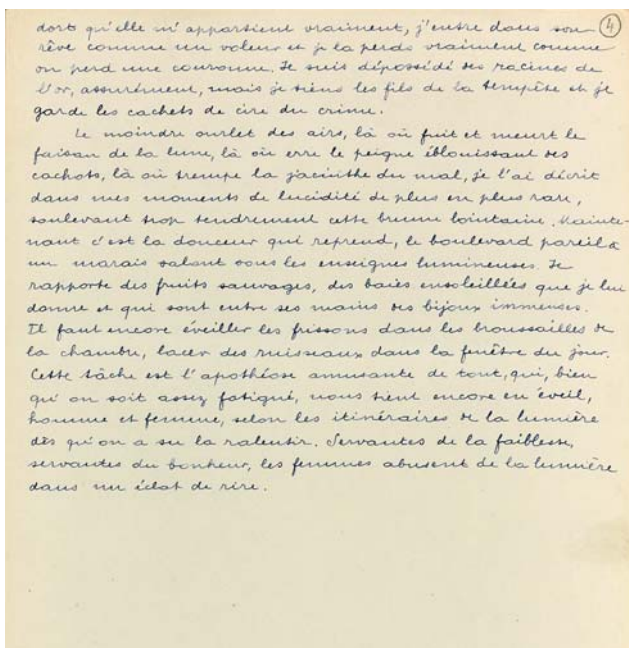 dort qu'elle m'appartient vraiment, j'entre dans son ④
rêve comme un voleur et je la perds vraiment comme
on perd une couronne. Je suis dépossédé des racines de
l'or, assurément, mais je tiens les fils de la tempête et je
garde les cachets de cire du crime.
Le moindre ourlet des airs, là où fuit et meurt le
faisan de la lune, là où erre le peigne éblouissant des
cachots, là où trempe la jacinthe du mal, je l'ai décrit
dans mes moments de lucidité de plus en plus rare,
soulevant trop tendrement cette brume lointaine. Mainte-
nant c'est la douceur qui reprend, le boulevard pareil à
un marais salant sous les enseignes lumineuses. Je
rapporte des fruits sauvages, des baies ensoleillées que je lui
donne et qui sont entre ses mains des bijoux immenses.
Il faut encore éveiller les frissons dans les broussailles de
la chambre, lacer des ruisseaux dans la fenêtre du jour.
Cette tâche est l'apothéose amusante de tout, qui, bien
qu'on soit assez fatigué, nous tient encore en éveil,
homme et femme, selon les itinéraires de la lumière
dès qu'on a su la ralentir. Servantes de la faiblesse,
servantes du bonheur, les femmes abusent de la lumière
dans un éclat de rire.